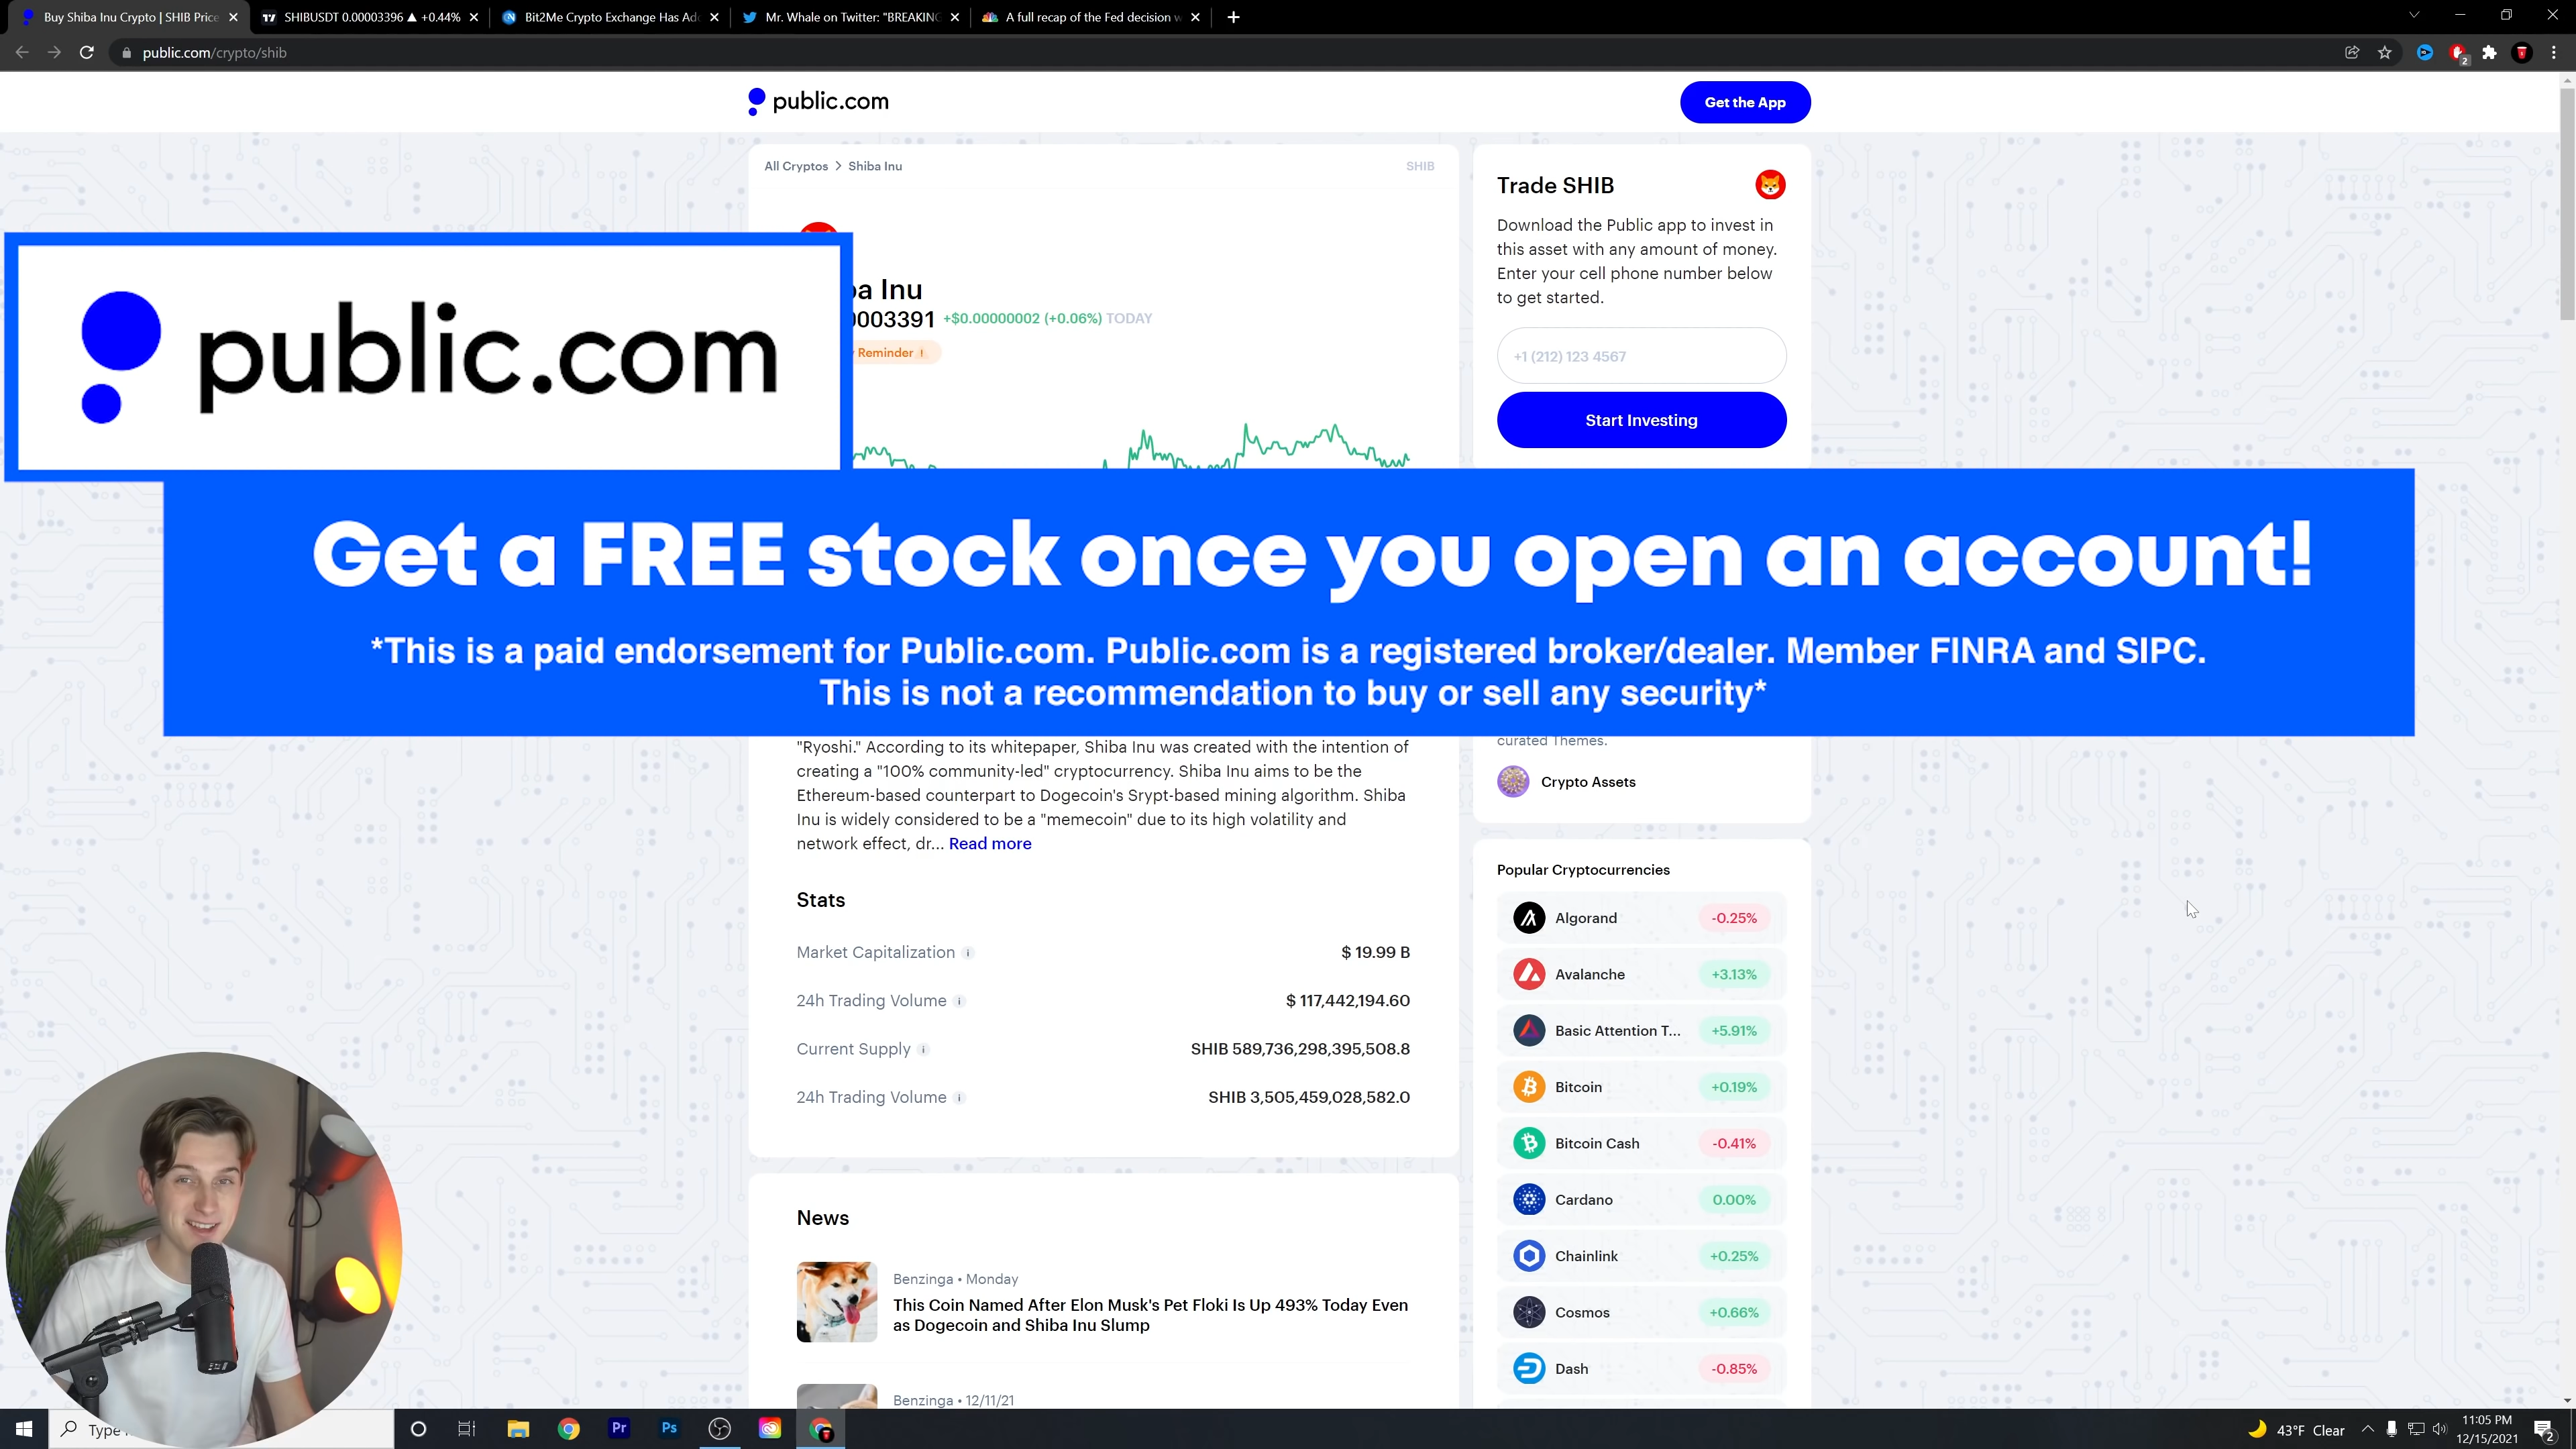 Buy Shiba Inu Crypto | SHIB Price
SHIBUSDT 0.00003396 ▲ +0.44%
Bit2Me Crypto Exchange Has Ad
Mr. Whale on Twitter: "BREAKING
A full recap of the Fed decision w
public.com/crypto/shib
2
public.com
Get the App
All Cryptos > Shiba Inu
SHIB
Trade SHIB
Download the Public app to invest in
this asset with any amount of money.
Enter your cell phone number below
to get started.
+1 (212) 123 4567
Start Investing
public.com
ba Inu
0003391 +$0.00000002 (+0.06%) TODAY
Reminder !
Get a FREE stock once you open an account!
*This is a paid endorsement for Public.com. Public.com is a registered broker/dealer. Member FINRA and SIPC.
This is not a recommendation to buy or sell any security*
"Ryoshi." According to its whitepaper, Shiba Inu was created with the intention of
creating a "100% community-led" cryptocurrency. Shiba Inu aims to be the
Ethereum-based counterpart to Dogecoin's Srypt-based mining algorithm. Shiba
Inu is widely considered to be a "memecoin" due to its high volatility and
network effect, dr... Read more
Stats
Market Capitalization i $ 19.99 B
24h Trading Volume i $ 117,442,194.60
Current Supply i SHIB 589,736,298,395,508.8
24h Trading Volume i SHIB 3,505,459,028,582.0
News
Benzinga • Monday
This Coin Named After Elon Musk's Pet Floki Is Up 493% Today Even
as Dogecoin and Shiba Inu Slump
Benzinga • 12/11/21
curated Themes.
Crypto Assets
Popular Cryptocurrencies
Algorand -0.25%
Avalanche +3.13%
Basic Attention T... +5.91%
Bitcoin +0.19%
Bitcoin Cash -0.41%
Cardano 0.00%
Chainlink +0.25%
Cosmos +0.66%
Dash -0.85%
Type
Pr
Ps
43°F Clear
11:05 PM
12/15/2021
2